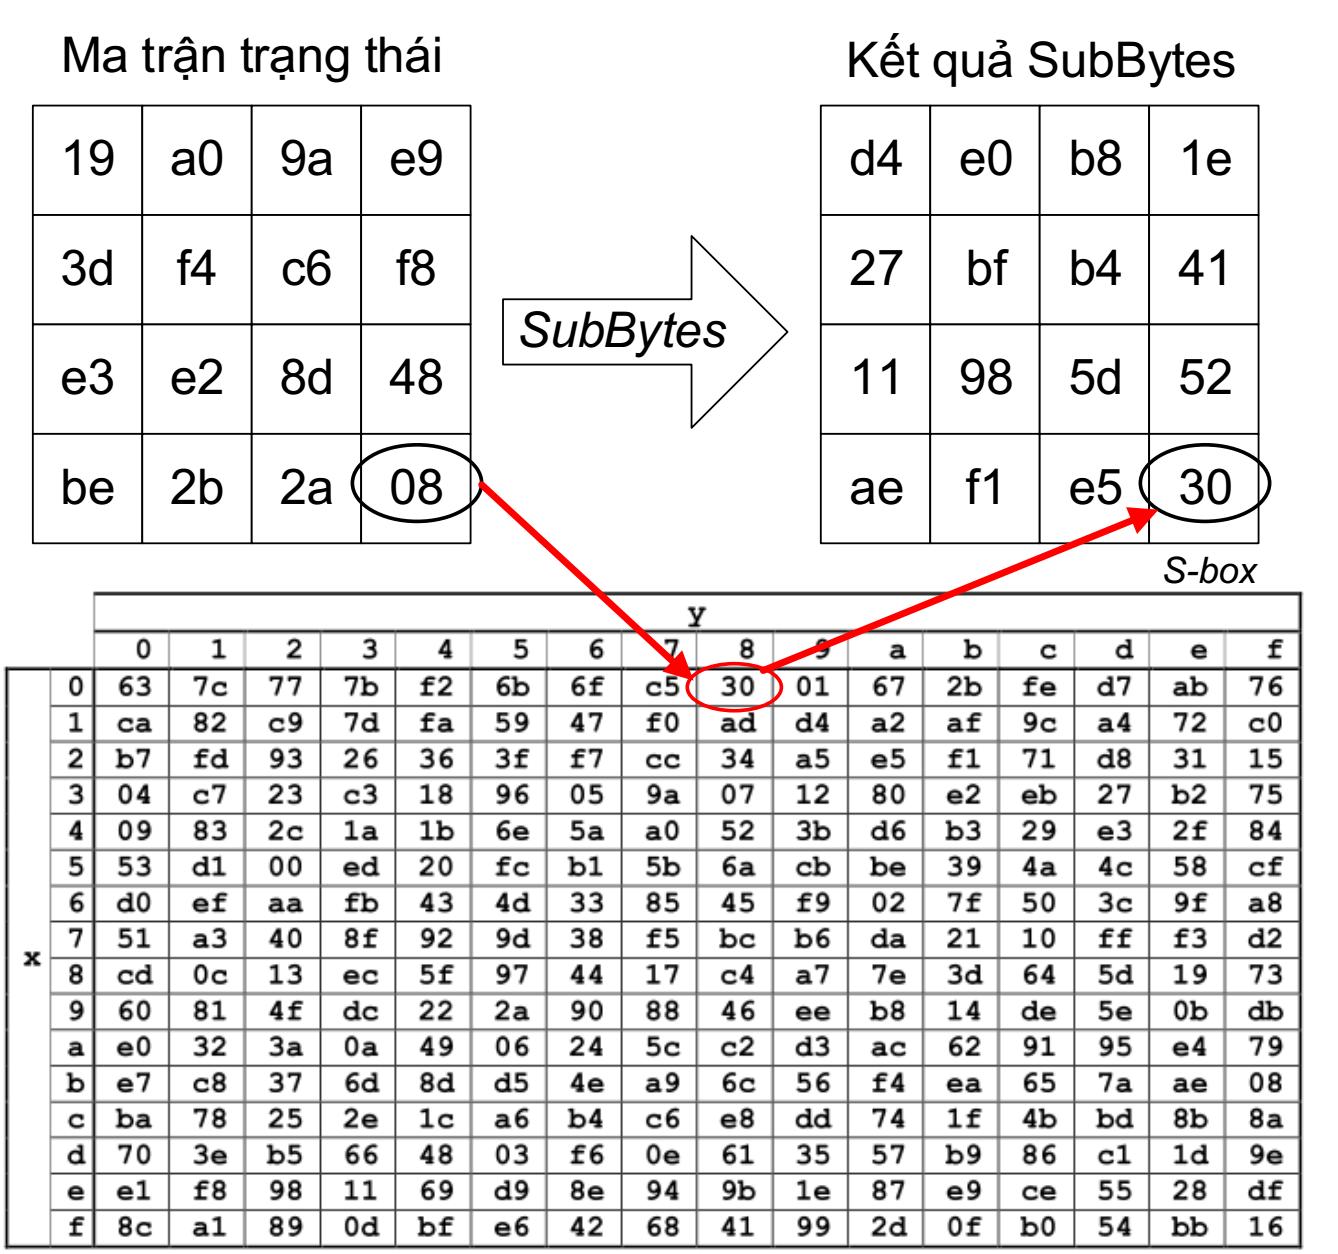 Ma trận trạng thái
Kết quả SubBytes
19 a0 9a e9
3d f4 c6 f8
e3 e2 8d 48
be 2b 2a 08
SubBytes
d4 e0 b8 1e
27 bf b4 41
11 98 5d 52
ae f1 e5 30
S-box
y
0 1 2 3 4 5 6 7 8 9 a b c d e f
x
0 63 7c 77 7b f2 6b 6f c5 30 01 67 2b fe d7 ab 76
1 ca 82 c9 7d fa 59 47 f0 ad d4 a2 af 9c a4 72 c0
2 b7 fd 93 26 36 3f f7 cc 34 a5 e5 f1 71 d8 31 15
3 04 c7 23 c3 18 96 05 9a 07 12 80 e2 eb 27 b2 75
4 09 83 2c 1a 1b 6e 5a a0 52 3b d6 b3 29 e3 2f 84
5 53 d1 00 ed 20 fc b1 5b 6a cb be 39 4a 4c 58 cf
6 d0 ef aa fb 43 4d 33 85 45 f9 02 7f 50 3c 9f a8
7 51 a3 40 8f 92 9d 38 f5 bc b6 da 21 10 ff f3 d2
8 cd 0c 13 ec 5f 97 44 17 c4 a7 7e 3d 64 5d 19 73
9 60 81 4f dc 22 2a 90 88 46 ee b8 14 de 5e 0b db
a e0 32 3a 0a 49 06 24 5c c2 d3 ac 62 91 95 e4 79
b e7 c8 37 6d 8d d5 4e a9 6c 56 f4 ea 65 7a ae 08
c ba 78 25 2e 1c a6 b4 c6 e8 dd 74 1f 4b bd 8b 8a
d 70 3e b5 66 48 03 f6 0e 61 35 57 b9 86 c1 1d 9e
e e1 f8 98 11 69 d9 8e 94 9b 1e 87 e9 ce 55 28 df
f 8c a1 89 0d bf e6 42 68 41 99 2d 0f b0 54 bb 16